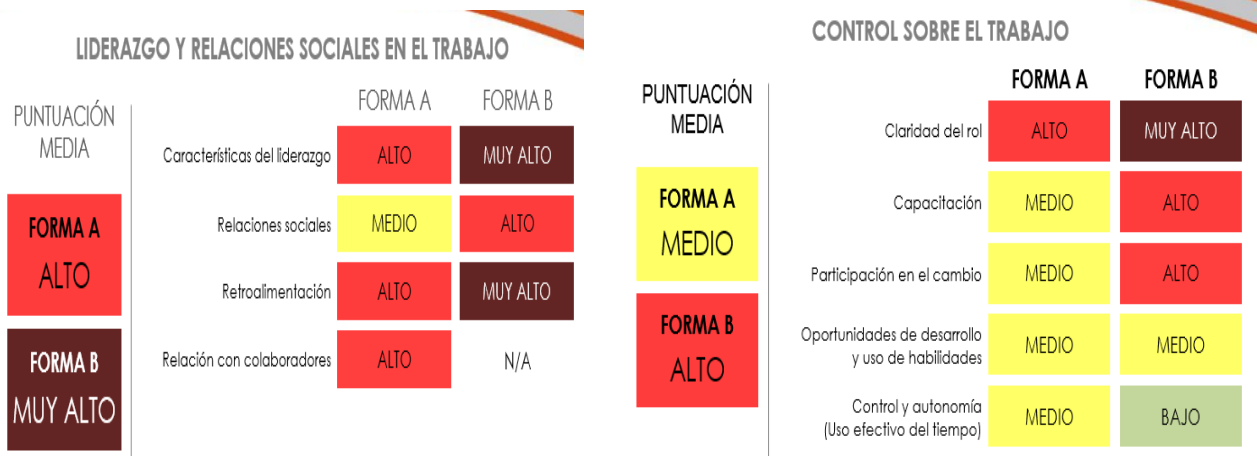 LIDERAZGO Y RELACIONES SOCIALES EN EL TRABAJO
PUNTUACIÓN
MEDIA
FORMA A
ALTO
FORMA B
MUY ALTO
FORMA A FORMA B
Características del liderazgo ALTO MUY ALTO
Relaciones sociales MEDIO ALTO
Retroalimentación ALTO MUY ALTO
Relación con colaboradores ALTO N/A
CONTROL SOBRE EL TRABAJO
PUNTUACIÓN
MEDIA
FORMA A
MEDIO
FORMA B
ALTO
FORMA A FORMA B
Claridad del rol ALTO MUY ALTO
Capacitación MEDIO ALTO
Participación en el cambio MEDIO ALTO
Oportunidades de desarrollo
y uso de habilidades MEDIO MEDIO
Control y autonomía
(Uso efectivo del tiempo) MEDIO BAJO